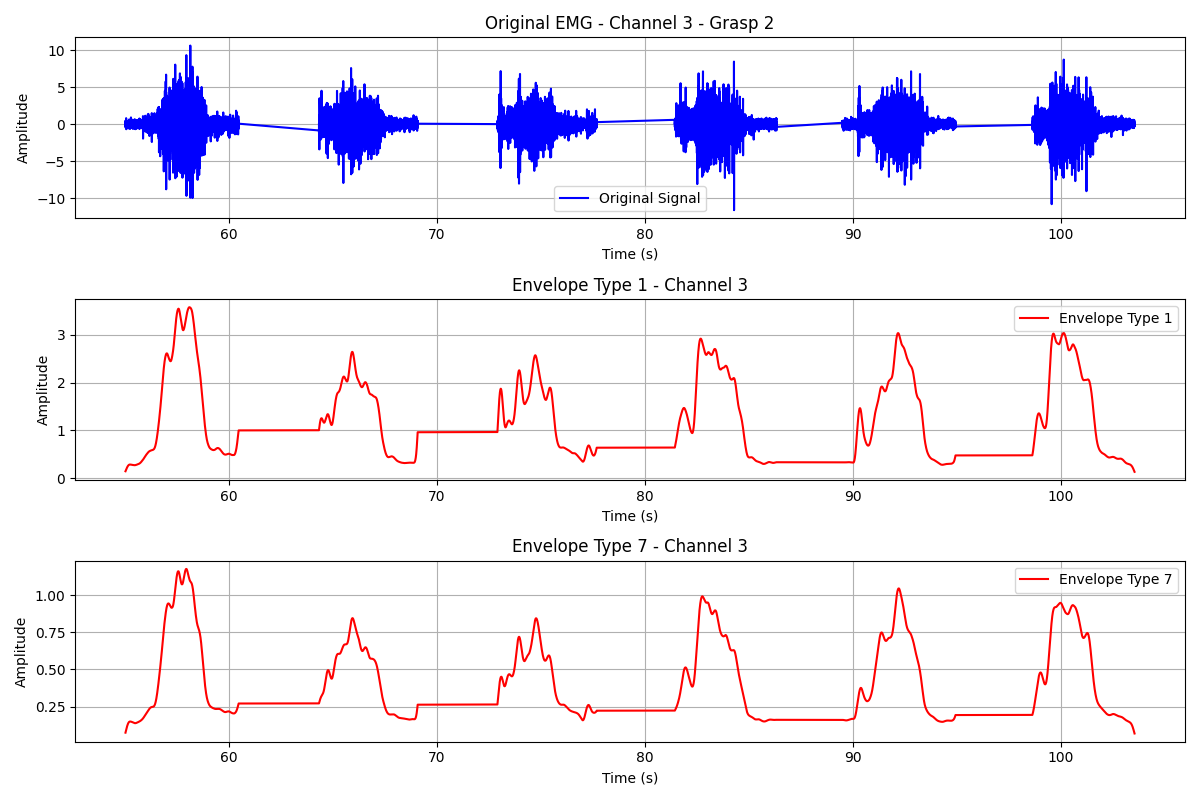 Original EMG - Channel 3 - Grasp 2
Amplitude
10
5
0
−5
−10
Original Signal
60 70 80 90 100
Time (s)
Envelope Type 1 - Channel 3
Amplitude
3
2
1
0
Envelope Type 1
60 70 80 90 100
Time (s)
Envelope Type 7 - Channel 3
Amplitude
1.00
0.75
0.50
0.25
Envelope Type 7
60 70 80 90 100
Time (s)